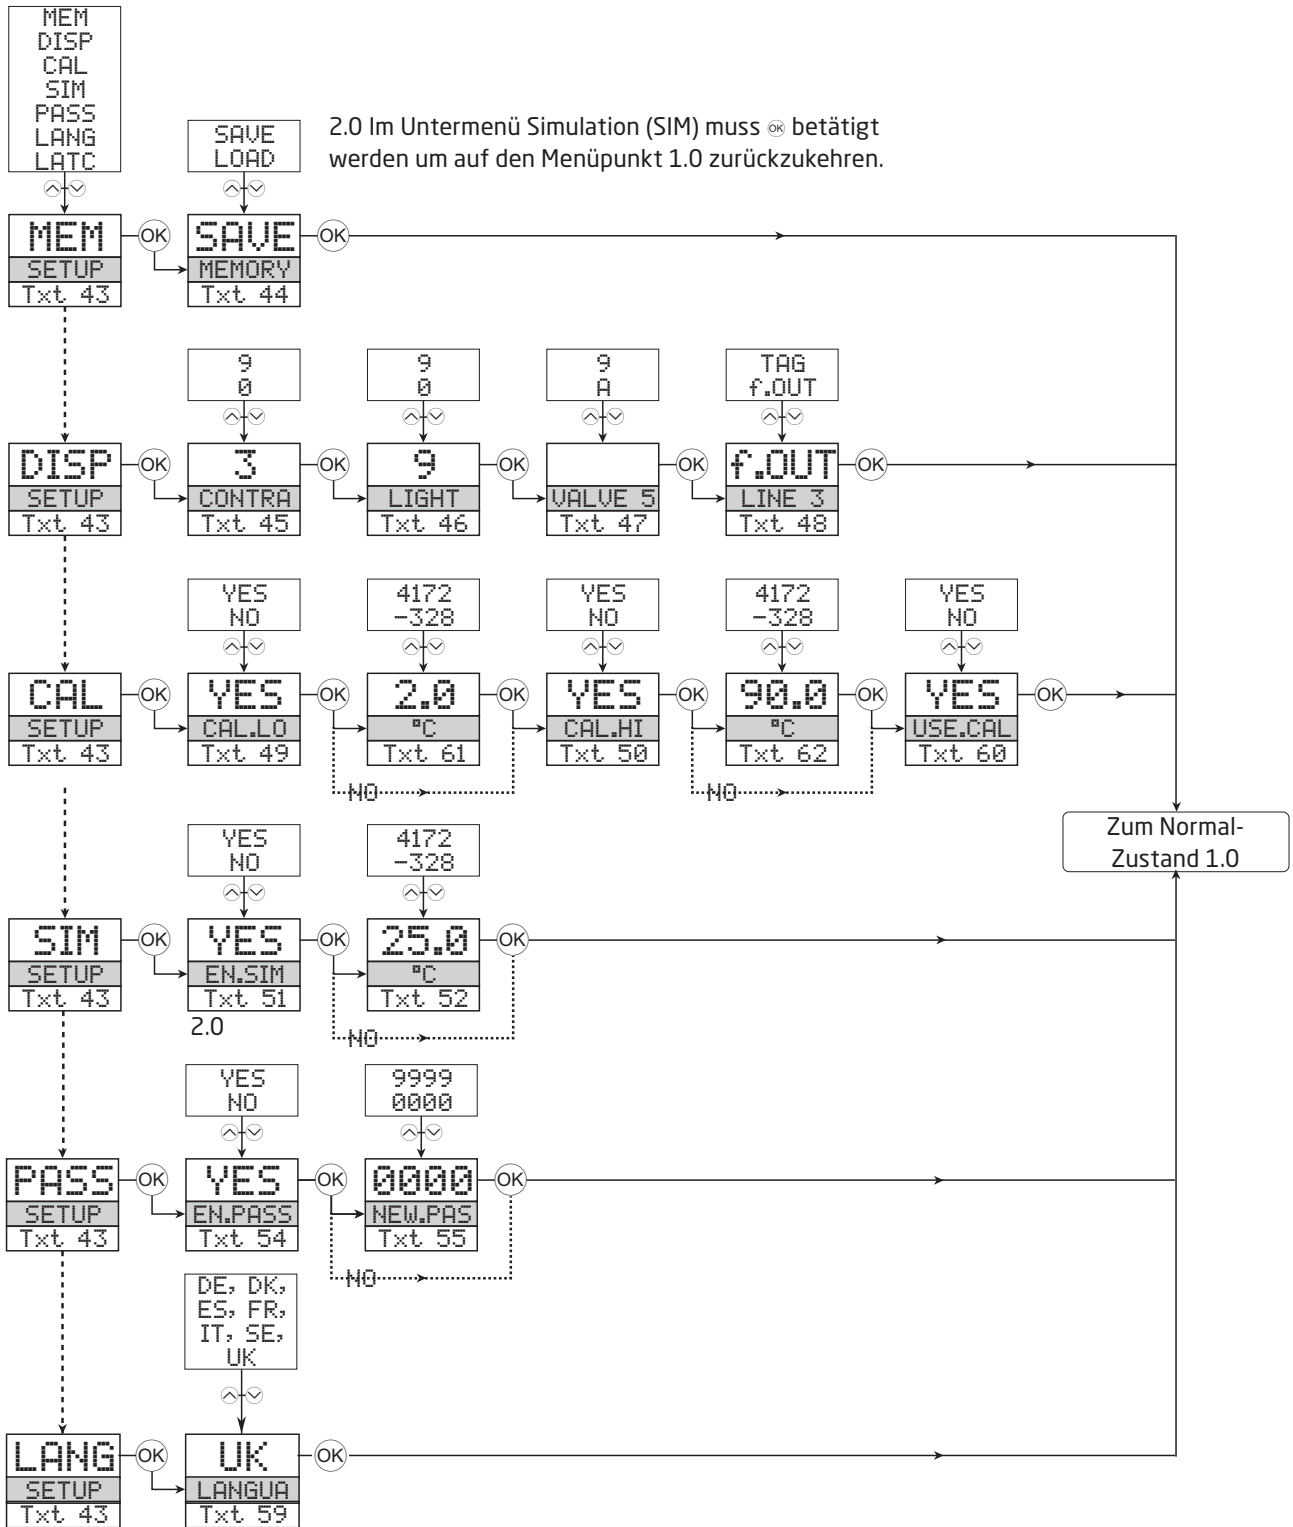 MEM
DISP
CAL
SIM
PASS
LANG
LATC
SAVE
LOAD
2.0 Im Untermenü Simulation (SIM) muss OK betätigt
werden um auf den Menüpunkt 1.0 zurückzukehren.
MEM
SETUP
Txt 43
OK
SAVE
MEMORY
Txt 44
OK
9
0
9
0
9
A
TAG
f.OUT
DISP
SETUP
Txt 43
OK
3
CONTRA
Txt 45
OK
9
LIGHT
Txt 46
OK
VALVE 5
Txt 47
OK
f.OUT
LINE 3
Txt 48
OK
YES
NO
4172
-328
YES
NO
4172
-328
YES
NO
CAL
SETUP
Txt 43
OK
YES
CAL.LO
Txt 49
OK
2.0
°C
Txt 61
OK
YES
CAL.HI
Txt 50
OK
90.0
°C
Txt 62
OK
YES
USE.CAL
Txt 60
OK
NO
NO
Zum Normal-
Zustand 1.0
YES
NO
4172
-328
SIM
SETUP
Txt 43
OK
YES
EN.SIM
Txt 51
2.0
OK
25.0
°C
Txt 52
OK
NO
YES
NO
9999
0000
PASS
SETUP
Txt 43
OK
YES
EN.PASS
Txt 54
OK
0000
NEW.PAS
Txt 55
OK
NO
DE, DK,
ES, FR,
IT, SE,
UK
LANG
SETUP
Txt 43
OK
UK
LANGUA
Txt 59
OK